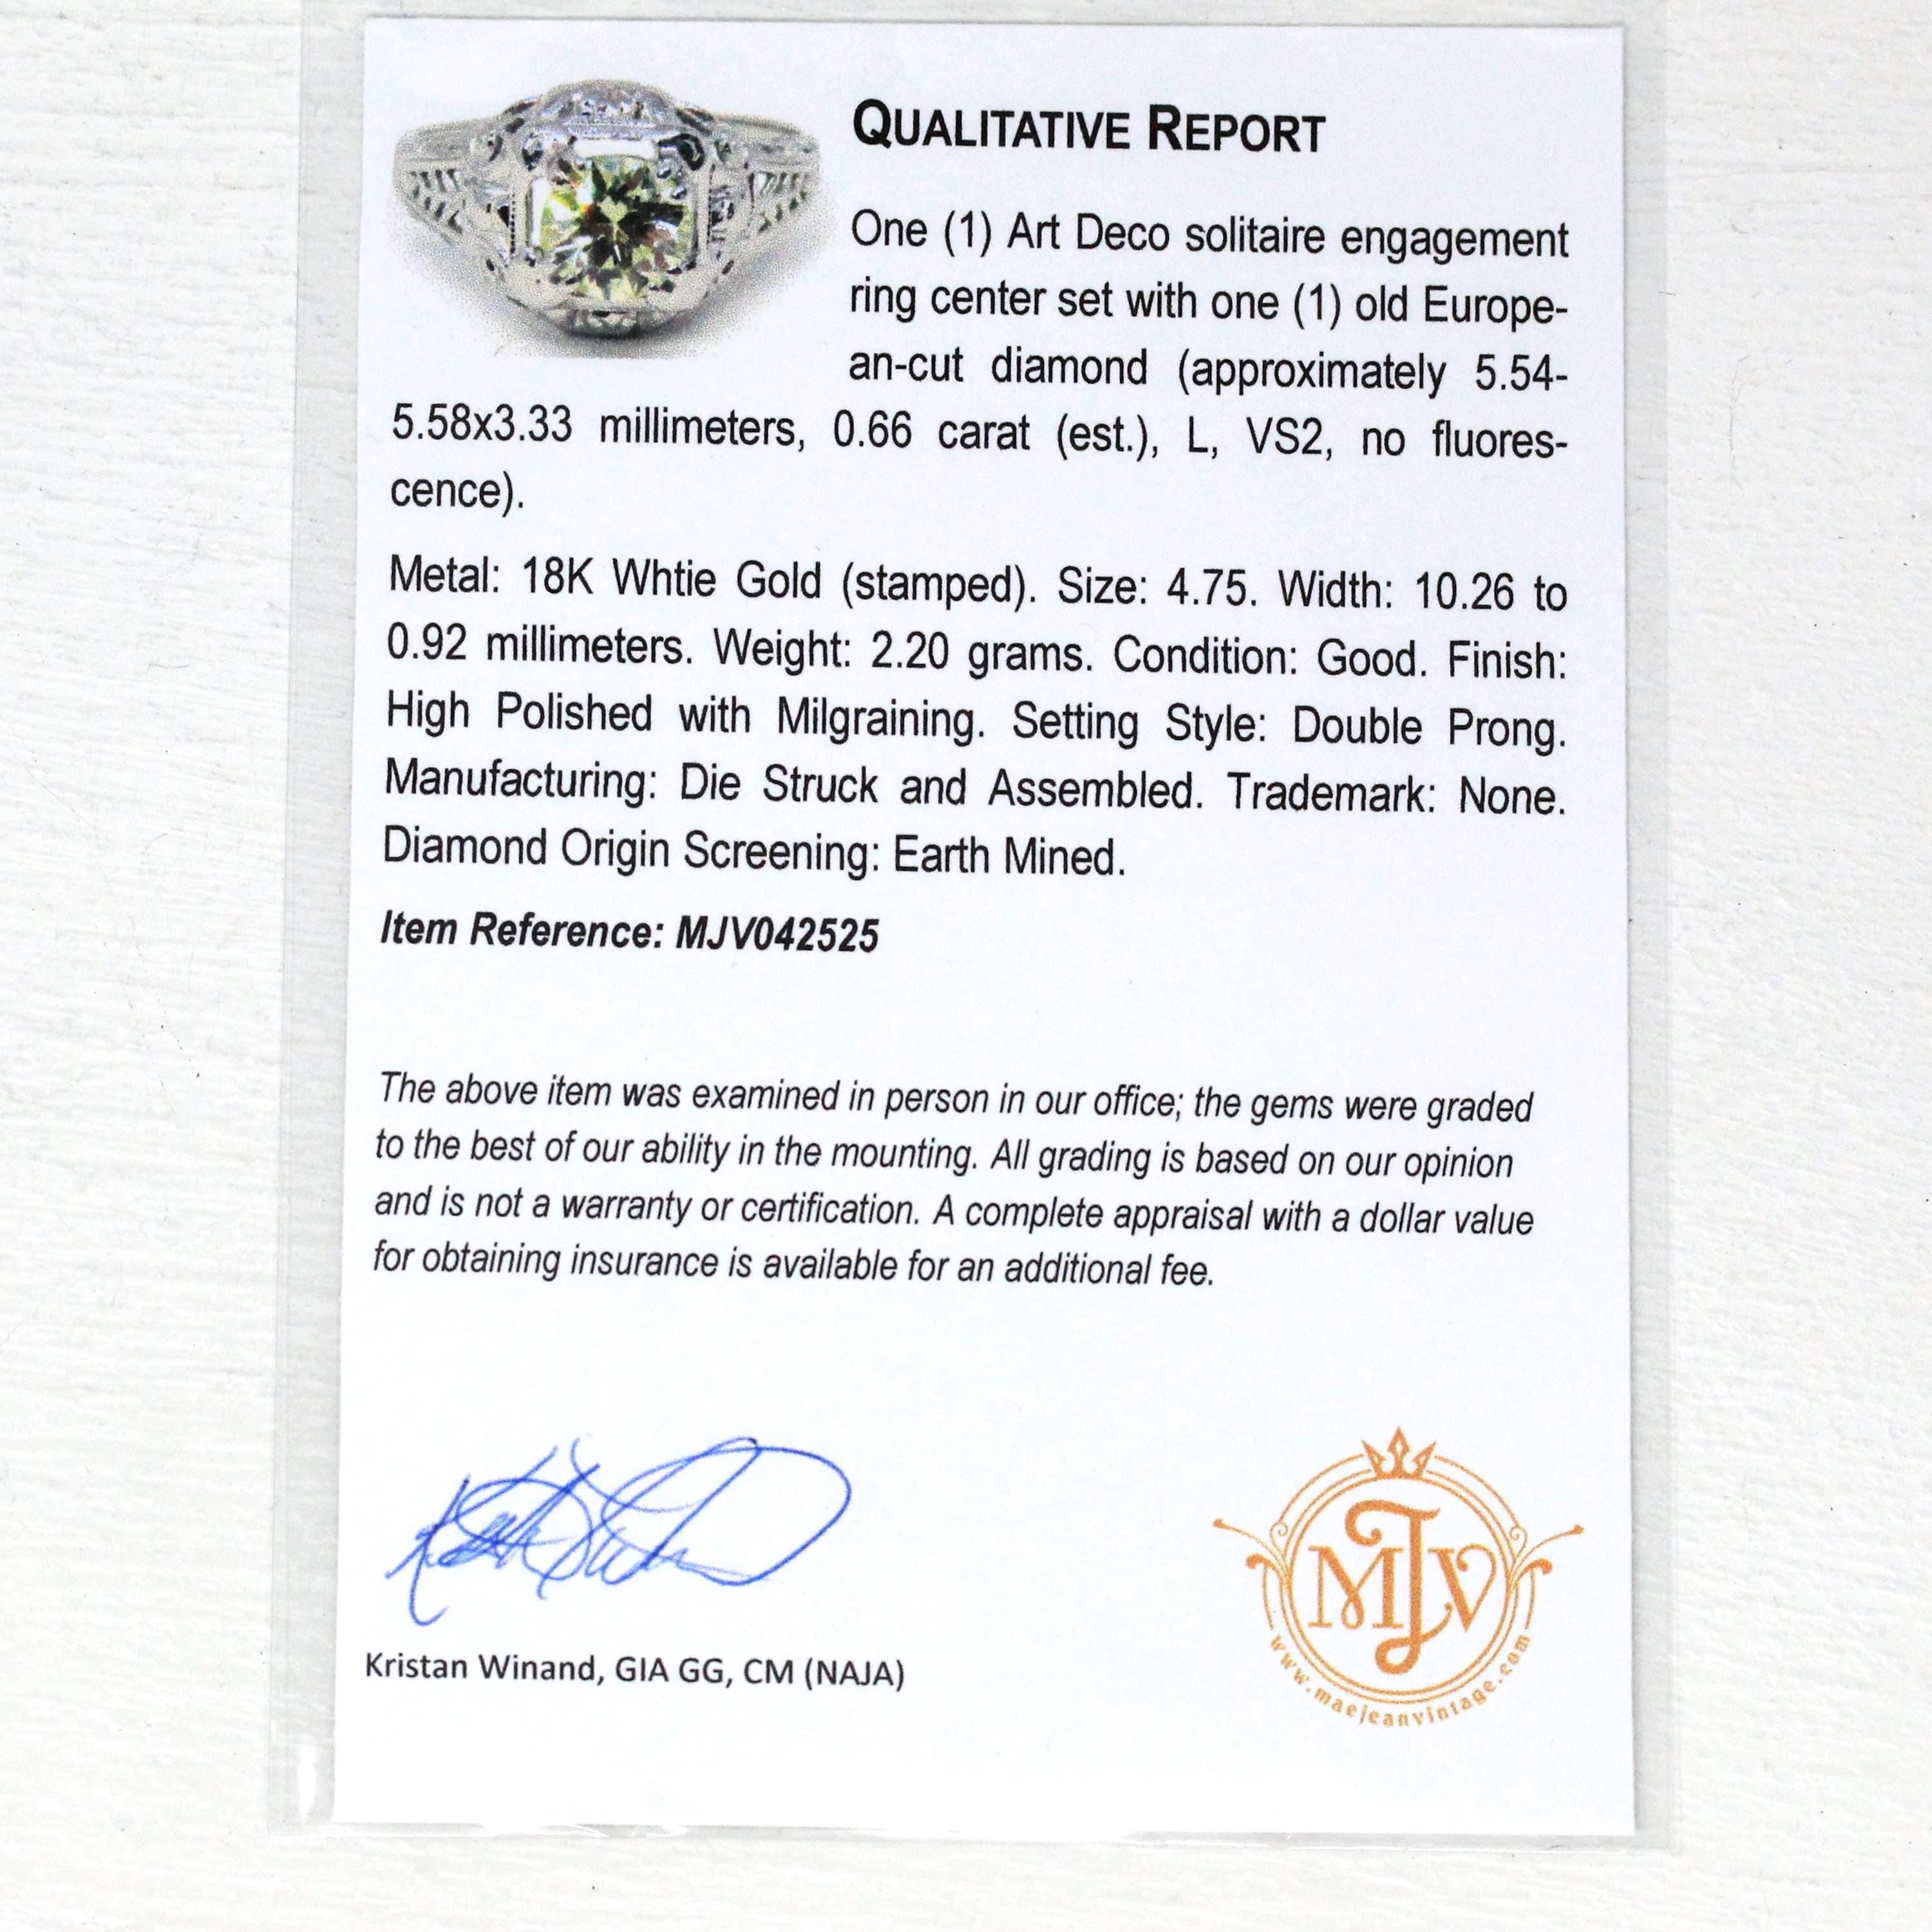 QUALITATIVE REPORT
One (1) Art Deco solitaire engagement
ring center set with one (1) old Europe-
an-cut diamond (approximately 5.54-
5.58x3.33 millimeters, 0.66 carat (est.), L, VS2, no fluores-
cence).
Metal: 18K Whtie Gold (stamped). Size: 4.75. Width: 10.26 to
0.92 millimeters. Weight: 2.20 grams. Condition: Good. Finish:
High Polished with Milgraining. Setting Style: Double Prong.
Manufacturing: Die Struck and Assembled. Trademark: None.
Diamond Origin Screening: Earth Mined.
Item Reference: MJV042525
The above item was examined in person in our office; the gems were graded
to the best of our ability in the mounting. All grading is based on our opinion
and is not a warranty or certification. A complete appraisal with a dollar value
for obtaining insurance is available for an additional fee.
Kristan Winand, GIA GG, CM (NAJA)
MJV
www.maejeanvintage.com